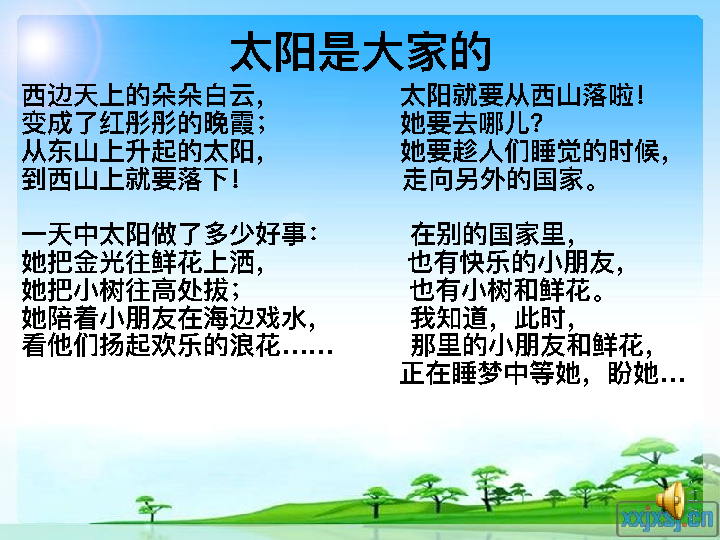 太阳是大家的
西边天上的朵朵白云，
变成了红彤彤的晚霞；
从东山上升起的太阳，
到西山上就要落下！
一天中太阳做了多少好事：
她把金光往鲜花上洒，
她把小树往高处拔；
她陪着小朋友在海边戏水，
看他们扬起欢乐的浪花……
太阳就要从西山落啦！
她要去哪儿？
她要趁人们睡觉的时候，
走向另外的国家。
在别的国家里，
也有快乐的小朋友，
也有小树和鲜花。
我知道，此时，
那里的小朋友和鲜花，
正在睡梦中等她，盼她…
xxjxsj.cn